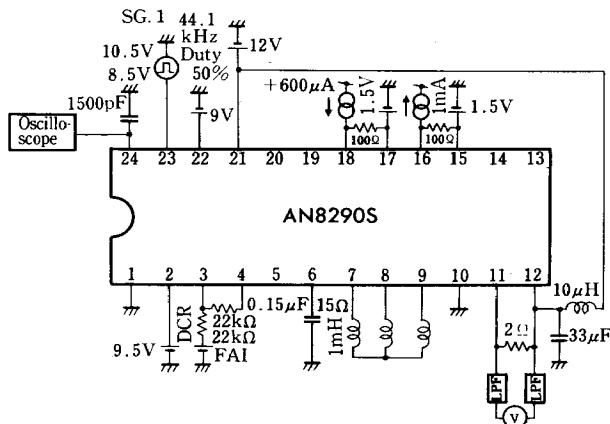 SG.1 44.1 kHz Duty 50%
10.5V
8.5V
12V
1500pF
9V
+600μA
1.5V
1mA
1.5V
Oscillo-
scope
100Ω
100Ω
24 23 22 21 20 19 18 17 16 15 14 13
AN8290S
1 2 3 4 5 6 7 8 9 10 11 12
0.15μF 15Ω
10μH
DCR
22kΩ
22kΩ
1mH
2Ω
33μF
9.5V
FAI
LPF
LPF
V